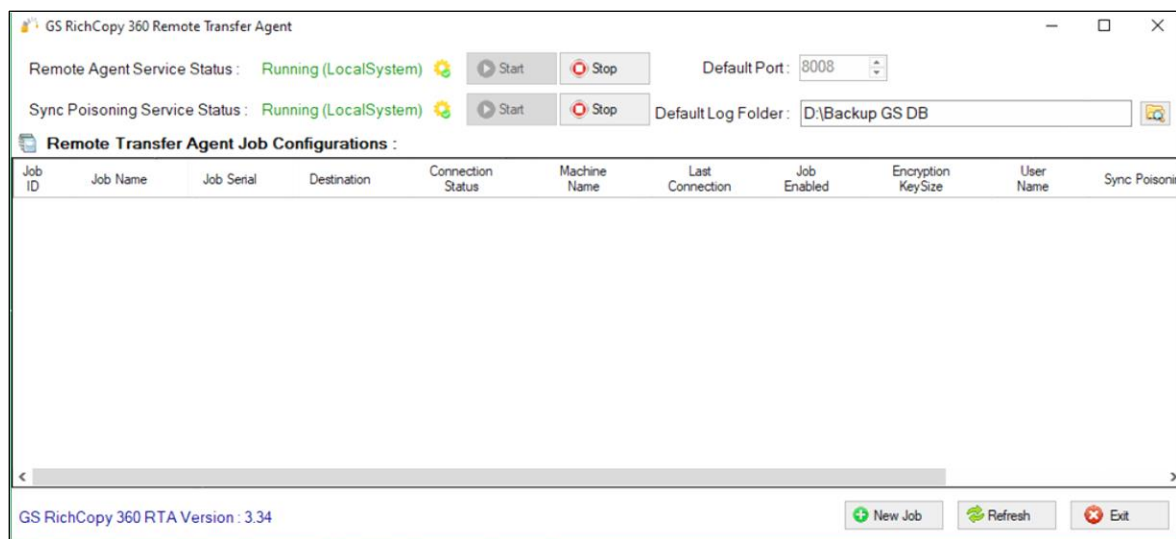 GS RichCopy 360 Remote Transfer Agent
Remote Agent Service Status : Running (LocalSystem) Start Stop Default Port : 8008
Sync Poisoning Service Status : Running (LocalSystem) Start Stop Default Log Folder : D:\Backup GS DB
Remote Transfer Agent Job Configurations :
Job ID Job Name Job Serial Destination Connection Status Machine Name Last Connection Job Enabled Encryption KeySize User Name Sync Poisoni
GS RichCopy 360 RTA Version : 3.34 New Job Refresh Exit